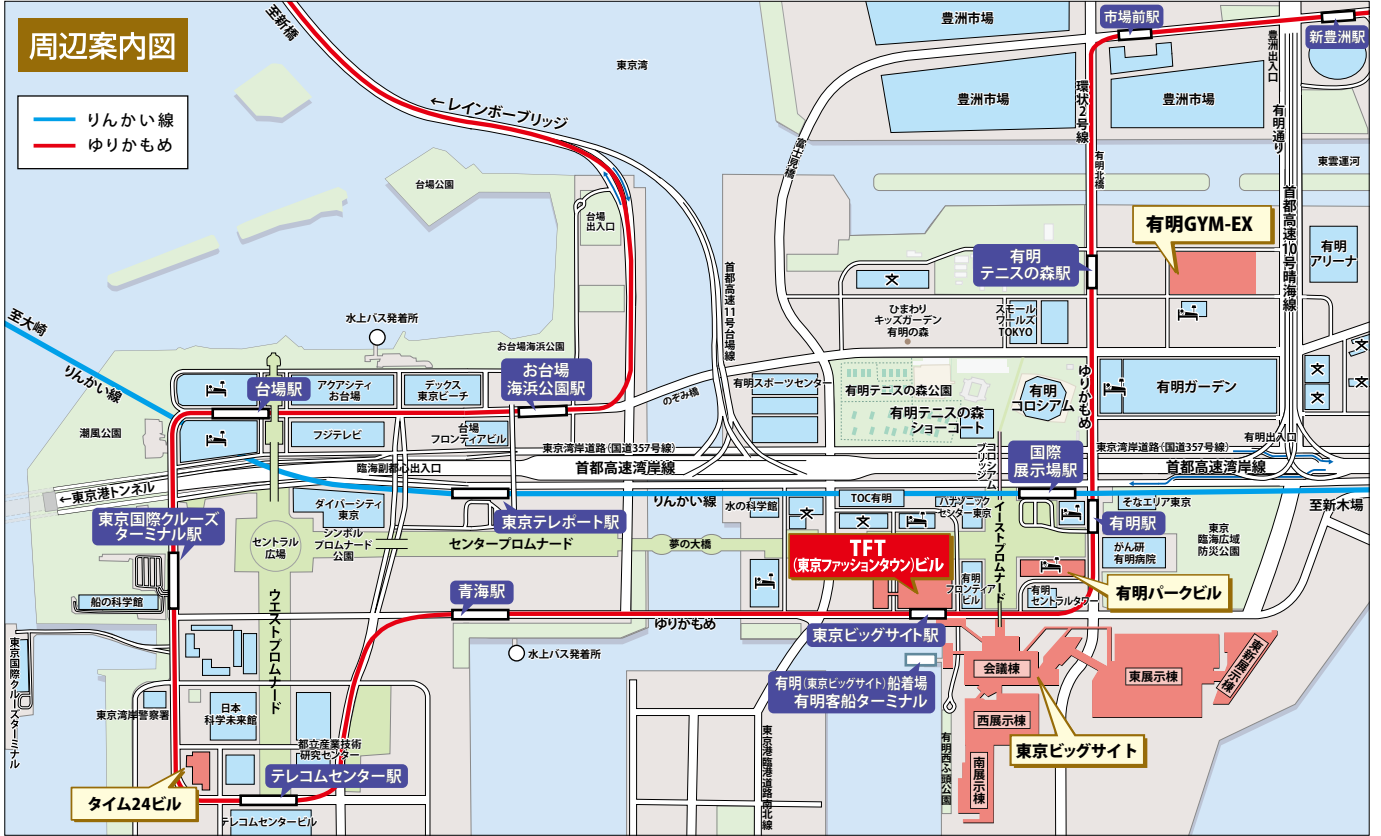 周辺案内図
りんかい線
ゆりかもめ
至新橋
←レインボーブリッジ
東京湾
豊洲市場
市場前駅
新豊洲駅
豊洲出入口
豊洲市場
豊洲市場
環状2号線
有明通り
富士見橋
有明北橋
東雲運河
台場公園
台場
出入口
首都高速11号台場線
首都高速10号晴海線
有明GYM-EX
有明
アリーナ
有明
テニスの森駅
文
ひまわり
キッズガーデン
有明の森
スモール
ワールズ
TOKYO
至大崎
りんかい線
水上バス発着所
お台場海浜公園
お台場
海浜公園駅
台場駅
アクアシティ
お台場
デックス
東京ビーチ
フジテレビ
台場
フロンティアビル
潮風公園
のぞみ橋
有明スポーツセンター
有明テニスの森公園
有明テニスの森
ショーコート
有明
コロシアム
ゆりかもめ
有明ガーデン
文
文
文
文
東京湾岸道路(国道357号線)
東京湾岸道路(国道357号線)
有明出入口
首都高速湾岸線
首都高速湾岸線
臨海副都心出入口
←東京港トンネル
コロシアム
ブリッジ
国際
展示場駅
東京国際クルーズ
ターミナル駅
ダイバーシティ
東京
シンボル
プロムナード
公園
セントラル
広場
東京テレポート駅
センタープロムナード
りんかい線
水の科学館
文
TOC有明
文
パナソニック
センター東京
イーストプロムナード
有明駅
そなエリア東京
至新木場
がん研
有明病院
東京
臨海広域
防災公園
夢の大橋
TFT
(東京ファッションタウン)ビル
有明
フロンティア
ビル
有明
セントラルタワー
有明パークビル
船の科学館
ウエストプロムナード
青海駅
ゆりかもめ
東京ビッグサイト駅
水上バス発着所
有明(東京ビッグサイト)船着場
有明客船ターミナル
会議棟
東展示棟
東新展示棟
西展示棟
南展示棟
東京ビッグサイト
有明西ふ頭公園
東京港臨港道路南北線
東京国際クルーズターミナル
東京湾岸警察署
日本
科学未来館
都立産業技術
研究センター
テレコムセンター駅
タイム24ビル
テレコムセンタービル